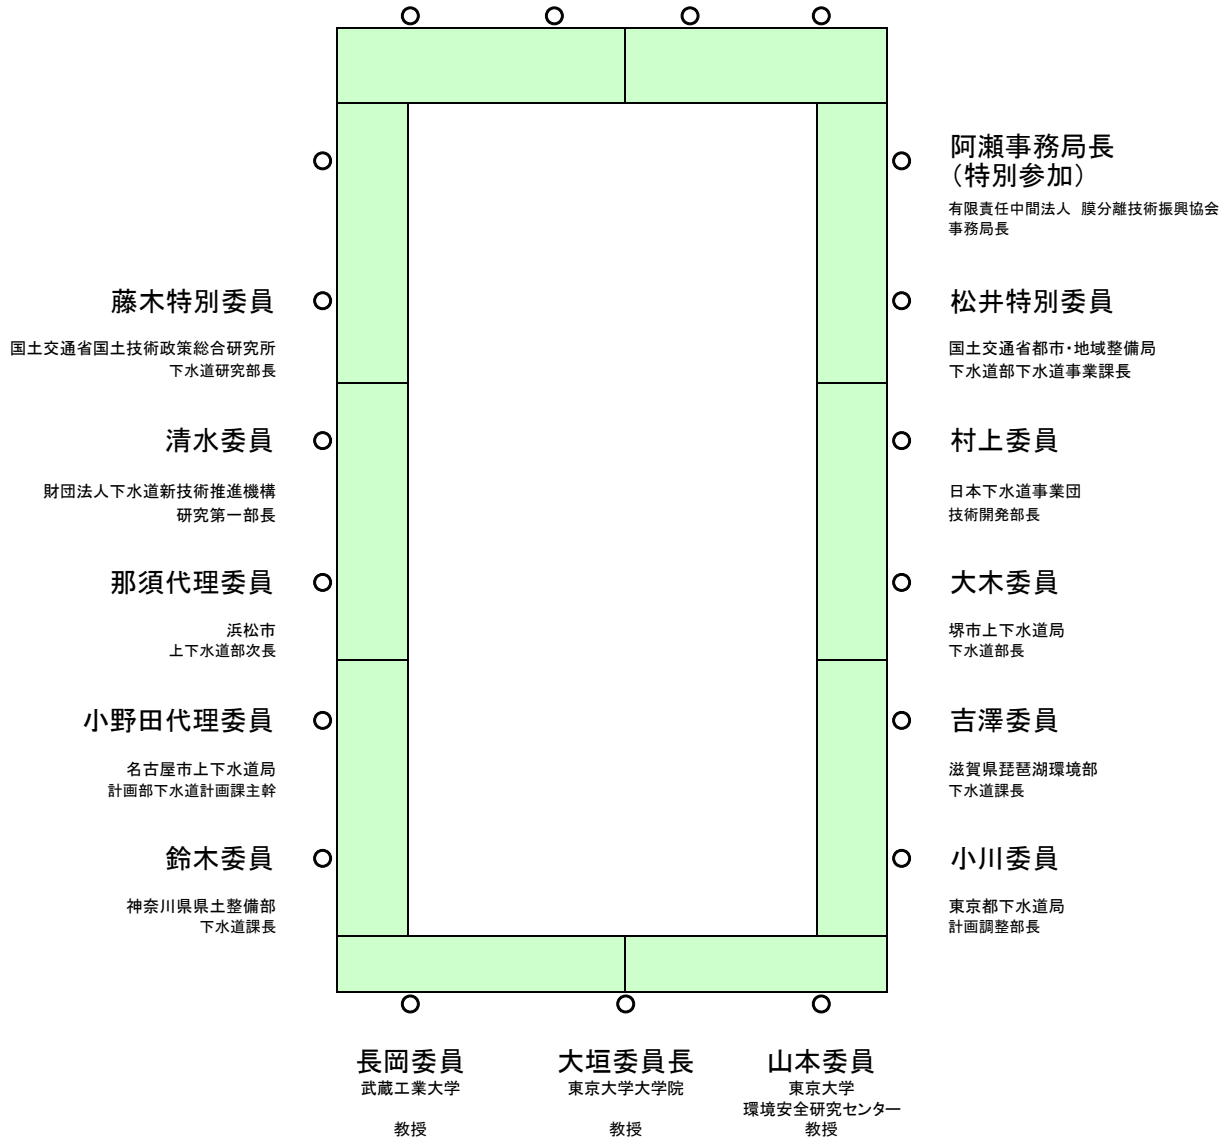 阿瀬事務局長
（特別参加）
有限責任中間法人 膜分離技術振興協会
事務局長
藤木特別委員
国土交通省国土技術政策総合研究所
下水道研究部長
松井特別委員
国土交通省都市・地域整備局
下水道部下水道事業課長
清水委員
財団法人下水道新技術推進機構
研究第一部長
村上委員
日本下水道事業団
技術開発部長
那須代理委員
浜松市
上下水道部次長
大木委員
堺市上下水道局
下水道部長
小野田代理委員
名古屋市上下水道局
計画部下水道計画課主幹
吉澤委員
滋賀県琵琶湖環境部
下水道課長
鈴木委員
神奈川県県土整備部
下水道課長
小川委員
東京都下水道局
計画調整部長
長岡委員
武蔵工業大学
教授
大垣委員長
東京大学大学院
教授
山本委員
東京大学
環境安全研究センター
教授